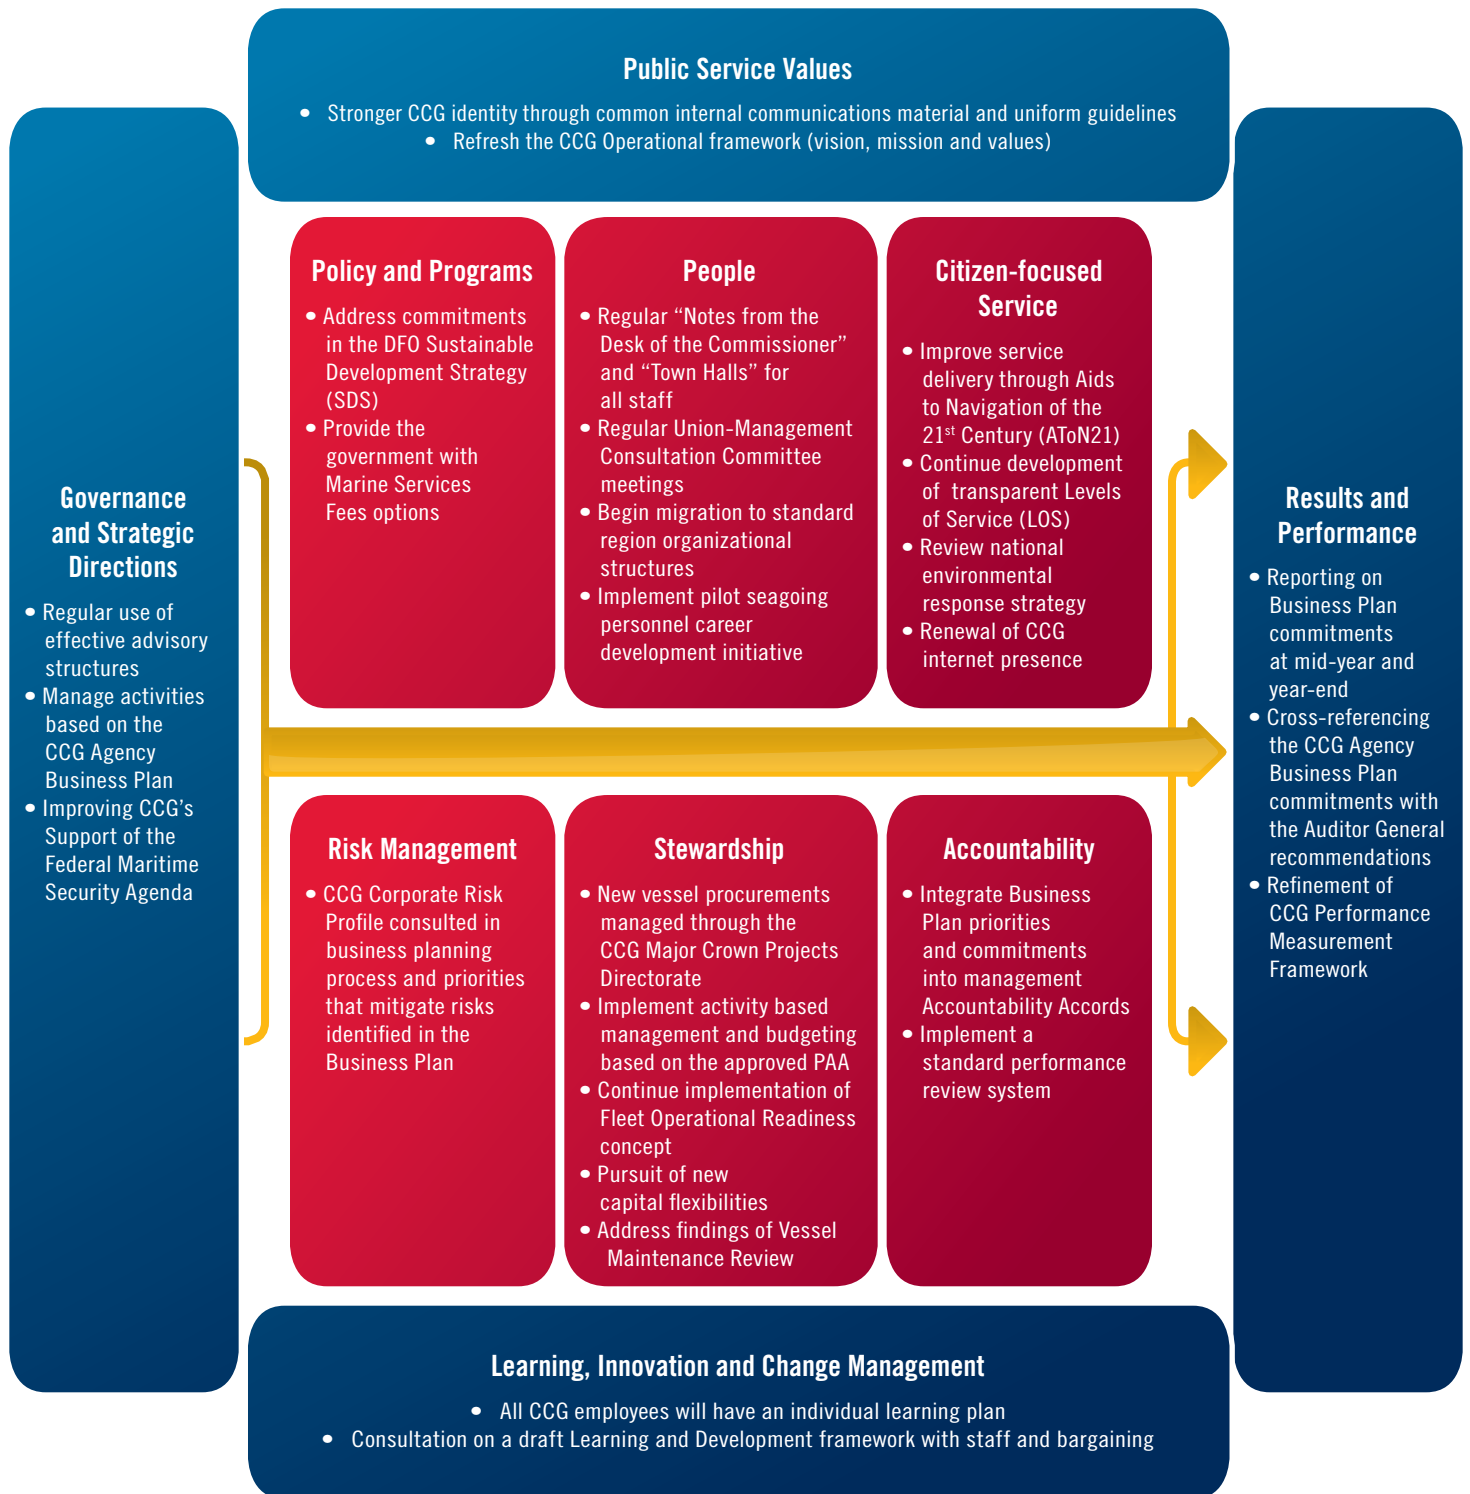 Public Service Values
• Stronger CCG identity through common internal communications material and uniform guidelines
• Refresh the CCG Operational framework (vision, mission and values)
Governance
and Strategic
Directions
• Regular use of
effective advisory
structures
• Manage activities
based on the
CCG Agency
Business Plan
• Improving CCG's
Support of the
Federal Maritime
Security Agenda
Policy and Programs
• Address commitments
in the DFO Sustainable
Development Strategy
(SDS)
• Provide the
government with
Marine Services
Fees options
People
• Regular “Notes from the
Desk of the Commissioner”
and “Town Halls” for
all staff
• Regular Union-Management
Consultation Committee
meetings
• Begin migration to standard
region organizational
structures
• Implement pilot seagoing
personnel career
development initiative
Citizen-focused
Service
• Improve service
delivery through Aids
to Navigation of the
21st Century (AToN21)
• Continue development
of transparent Levels
of Service (LOS)
• Review national
environmental
response strategy
• Renewal of CCG
internet presence
Risk Management
• CCG Corporate Risk
Profile consulted in
business planning
process and priorities
that mitigate risks
identified in the
Business Plan
Stewardship
• New vessel procurements
managed through the
CCG Major Crown Projects
Directorate
• Implement activity based
management and budgeting
based on the approved PAA
• Continue implementation of
Fleet Operational Readiness
concept
• Pursuit of new
capital flexibilities
• Address findings of Vessel
Maintenance Review
Accountability
• Integrate Business
Plan priorities
and commitments
into management
Accountability Accords
• Implement a
standard performance
review system
Results and
Performance
• Reporting on
Business Plan
commitments
at mid-year and
year-end
• Cross-referencing
the CCG Agency
Business Plan
commitments with
the Auditor General
recommendations
• Refinement of
CCG Performance
Measurement
Framework
Learning, Innovation and Change Management
• All CCG employees will have an individual learning plan
• Consultation on a draft Learning and Development framework with staff and bargaining